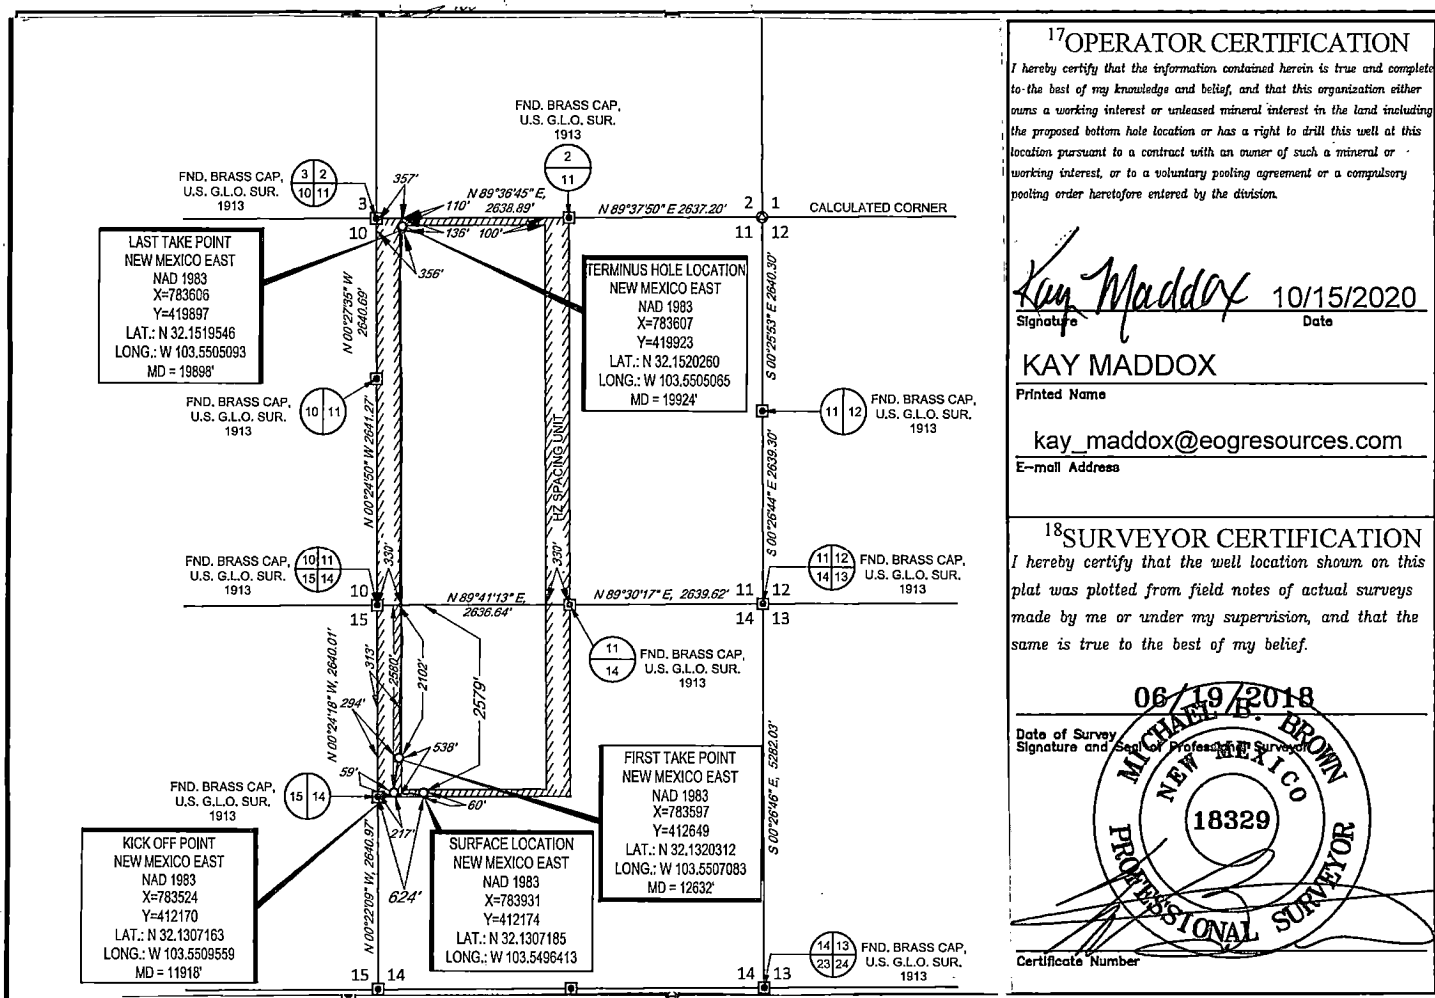 FND. BRASS CAP,
U.S. G.L.O. SUR.
1913
2
11
FND. BRASS CAP,
U.S. G.L.O. SUR.
1913
3 2
10 11
357'
N 89°36'45" E,
2638.89'
110'
N 89°37'50" E 2637.20'
3
2 1
CALCULATED CORNER
10
136'
100'
11 12
356'
LAST TAKE POINT
NEW MEXICO EAST
NAD 1983
X=783606
Y=419897
LAT.: N 32.1519546
LONG.: W 103.5505093
MD = 19898'
TERMINUS HOLE LOCATION
NEW MEXICO EAST
NAD 1983
X=783607
Y=419923
LAT.: N 32.1520260
LONG.: W 103.5505065
MD = 19924'
N 00°27'35" W
2640.69'
S 00°25'53" E 2640.30'
FND. BRASS CAP,
U.S. G.L.O. SUR.
1913
10 11
11 12
FND. BRASS CAP,
U.S. G.L.O. SUR.
1913
N 00°24'50" W 2641.27'
HZ SPACING UNIT
S 00°26'44" E 2639.30'
FND. BRASS CAP,
U.S. G.L.O. SUR.
1913
10 11
15 14
330'
330'
11 12
14 13
FND. BRASS CAP,
U.S. G.L.O. SUR.
1913
10
N 89°41'13" E,
2636.64'
N 89°30'17" E, 2639.62'
11 12
15
14 13
11
14
FND. BRASS CAP,
U.S. G.L.O. SUR.
1913
N 00°24'18" W, 2640.01'
313'
2580'
2102'
2579'
294'
538'
59'
60'
217'
624'
FND. BRASS CAP,
U.S. G.L.O. SUR.
1913
15 14
S 00°26'46" E, 5282.03'
FIRST TAKE POINT
NEW MEXICO EAST
NAD 1983
X=783597
Y=412649
LAT.: N 32.1320312
LONG.: W 103.5507083
MD = 12632'
KICK OFF POINT
NEW MEXICO EAST
NAD 1983
X=783524
Y=412170
LAT.: N 32.1307163
LONG.: W 103.5509559
MD = 11918'
SURFACE LOCATION
NEW MEXICO EAST
NAD 1983
X=783931
Y=412174
LAT.: N 32.1307185
LONG.: W 103.5496413
N 00°22'09" W, 2640.97'
15 14
14 13
14 13
23 24
FND. BRASS CAP,
U.S. G.L.O. SUR.
1913
17 OPERATOR CERTIFICATION
I hereby certify that the information contained herein is true and complete
to the best of my knowledge and belief, and that this organization either
owns a working interest or unleased mineral interest in the land including
the proposed bottom hole location or has a right to drill this well at this
location pursuant to a contract with an owner of such a mineral or
working interest, or to a voluntary pooling agreement or a compulsory
pooling order heretofore entered by the division.
Kay Maddox 10/15/2020
Signature Date
KAY MADDOX
Printed Name
kay_maddox@eogresources.com
E-mail Address
18 SURVEYOR CERTIFICATION
I hereby certify that the well location shown on this
plat was plotted from field notes of actual surveys
made by me or under my supervision, and that the
same is true to the best of my belief.
06/19/2018
Date of Survey
Signature and Seal of Professional Surveyor
MICHAEL B. BROWN
NEW MEXICO
18329
PROFESSIONAL SURVEYOR
Certificate Number